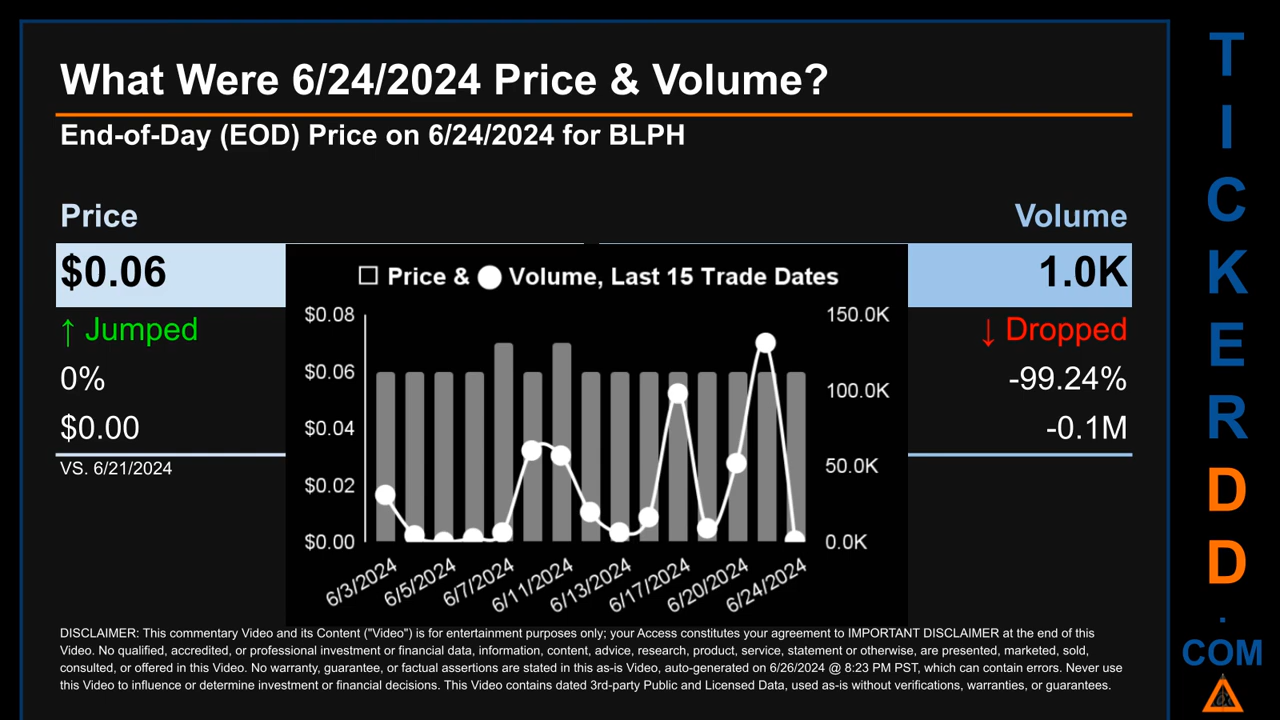 What Were 6/24/2024 Price & Volume?
End-of-Day (EOD) Price on 6/24/2024 for BLPH
Price
Volume
$0.06
1.0K
↑ Jumped
↓ Dropped
0%
-99.24%
$0.00
-0.1M
VS. 6/21/2024
Price & Volume, Last 15 Trade Dates
$0.08
$0.06
$0.04
$0.02
$0.00
150.0K
100.0K
50.0K
0.0K
6/3/2024
6/5/2024
6/7/2024
6/11/2024
6/13/2024
6/17/2024
6/20/2024
6/24/2024
DISCLAIMER: This commentary Video and its Content ("Video") is for entertainment purposes only; your Access constitutes your agreement to IMPORTANT DISCLAIMER at the end of this
Video. No qualified, accredited, or professional investment or financial data, information, content, advice, research, product, service, statement or otherwise, are presented, marketed, sold,
consulted, or offered in this Video. No warranty, guarantee, or factual assertions are stated in this as-is Video, auto-generated on 6/26/2024 @ 8:23 PM PST, which can contain errors. Never use
this Video to influence or determine investment or financial decisions. This Video contains dated 3rd-party Public and Licensed Data, used as-is without verifications, warranties, or guarantees.
T
I
C
K
E
R
D
D
.
COM